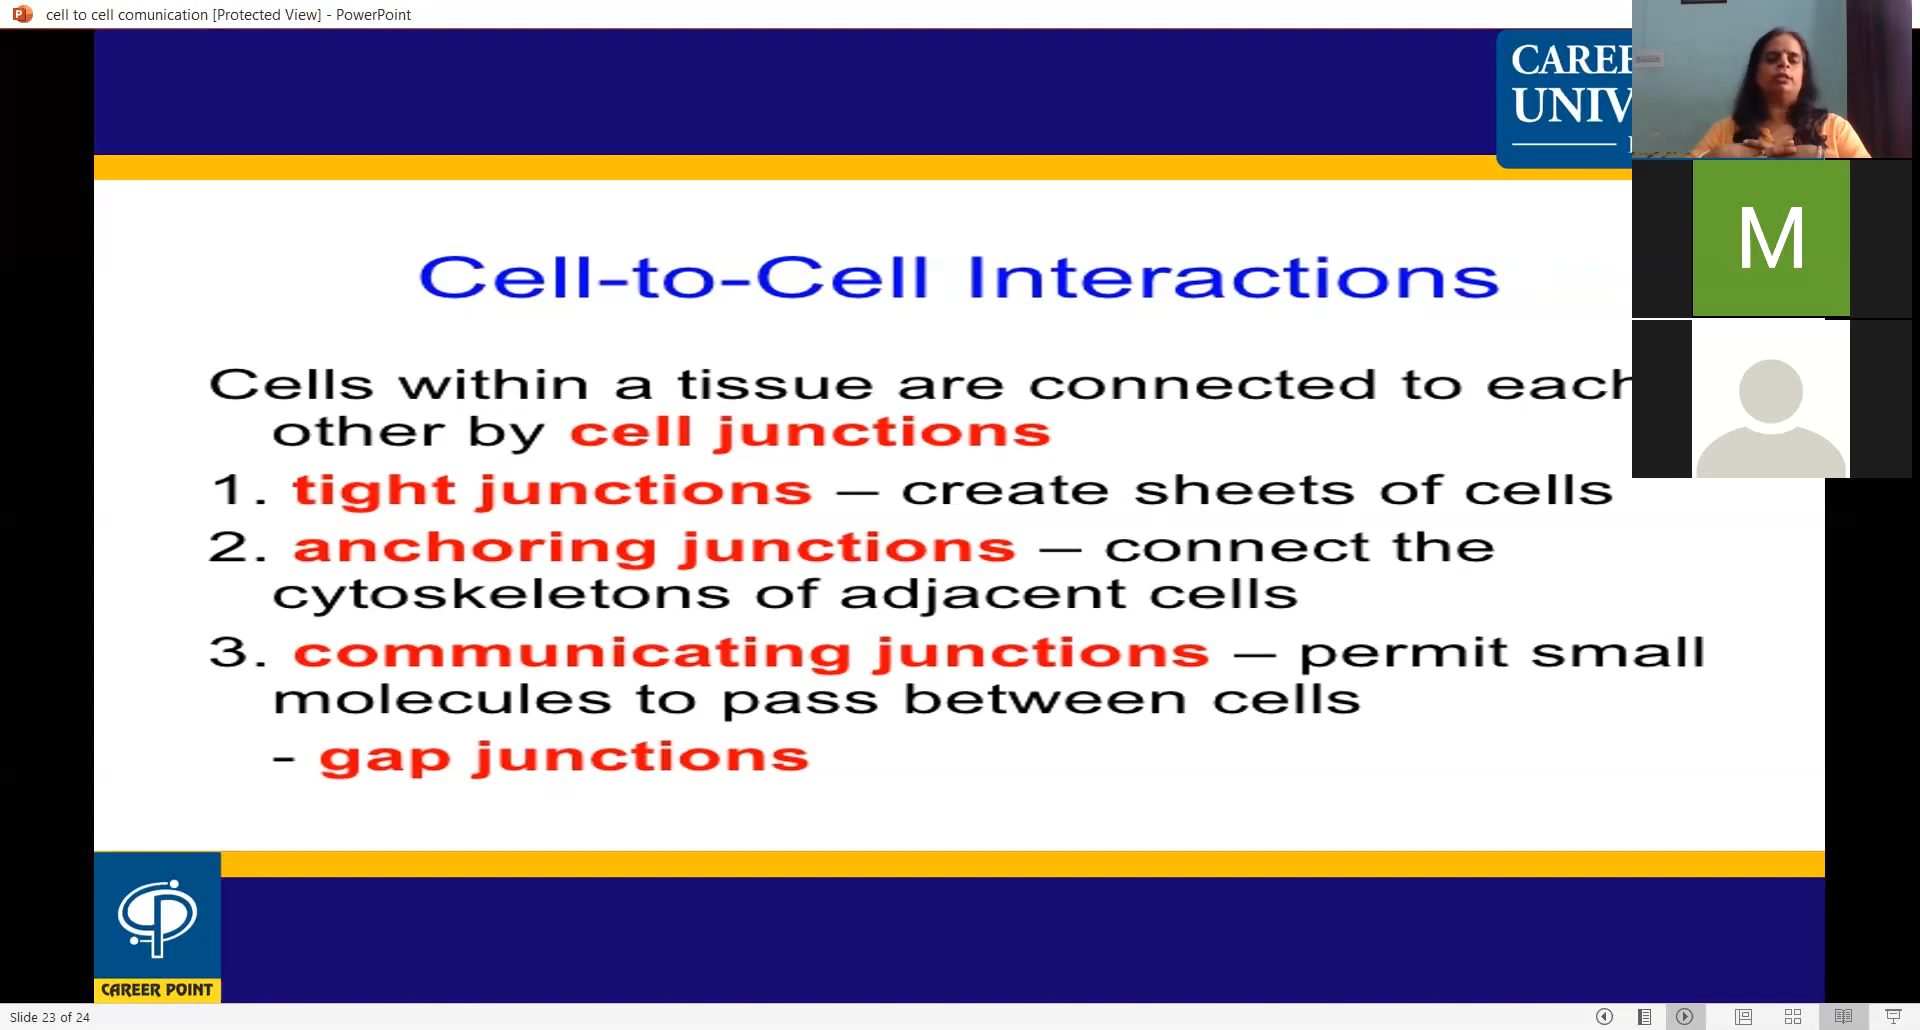 cell to cell comunication [Protected View] - PowerPoint
UNIV
M
Cell-to-Cell Interactions
Cells within a tissue are connected to each
other by cell junctions
1. tight junctions – create sheets of cells
2. anchoring junctions – connect the
cytoskeletons of adjacent cells
3. communicating junctions – permit small
molecules to pass between cells
- gap junctions
CAREER POINT
Slide 23 of 24